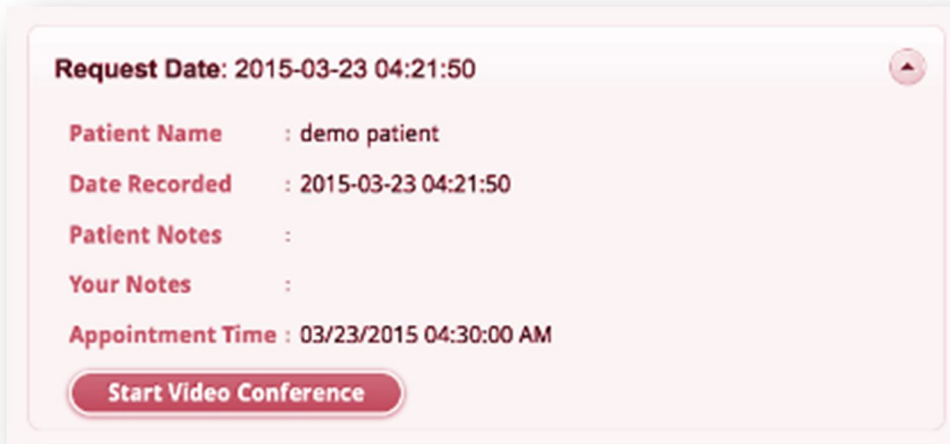 Request Date: 2015-03-23 04:21:50
Patient Name : demo patient
Date Recorded : 2015-03-23 04:21:50
Patient Notes :
Your Notes :
Appointment Time : 03/23/2015 04:30:00 AM
Start Video Conference